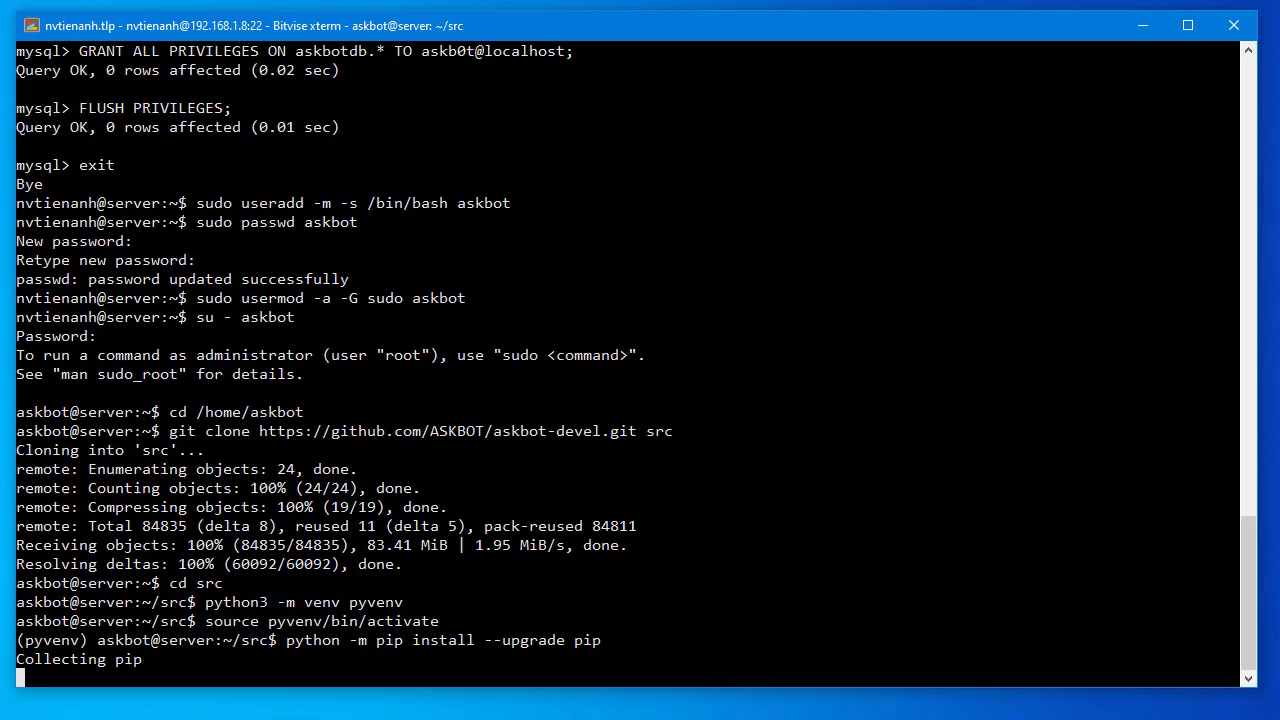 nvtienanh.tlp - nvtienanh@192.168.1.8:22 - Bitvise xterm - askbot@server: ~/src
mysql> GRANT ALL PRIVILEGES ON askbotdb.* TO askb0t@localhost;
Query OK, 0 rows affected (0.02 sec)
mysql> FLUSH PRIVILEGES;
Query OK, 0 rows affected (0.01 sec)
mysql> exit
Bye
nvtienanh@server:~$ sudo useradd -m -s /bin/bash askbot
nvtienanh@server:~$ sudo passwd askbot
New password:
Retype new password:
passwd: password updated successfully
nvtienanh@server:~$ sudo usermod -a -G sudo askbot
nvtienanh@server:~$ su - askbot
Password:
To run a command as administrator (user "root"), use "sudo <command>".
See "man sudo_root" for details.
askbot@server:~$ cd /home/askbot
askbot@server:~$ git clone https://github.com/ASKBOT/askbot-devel.git src
Cloning into 'src'...
remote: Enumerating objects: 24, done.
remote: Counting objects: 100% (24/24), done.
remote: Compressing objects: 100% (19/19), done.
remote: Total 84835 (delta 8), reused 11 (delta 5), pack-reused 84811
Receiving objects: 100% (84835/84835), 83.41 MiB | 1.95 MiB/s, done.
Resolving deltas: 100% (60092/60092), done.
askbot@server:~$ cd src
askbot@server:~/src$ python3 -m venv pyvenv
askbot@server:~/src$ source pyvenv/bin/activate
(pyvenv) askbot@server:~/src$ python -m pip install --upgrade pip
Collecting pip